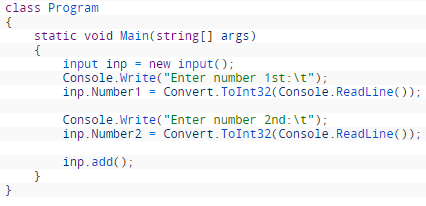 class Program
{
    static void Main(string[] args)
    {
        input inp = new input();
        Console.Write("Enter number 1st:\t");
        inp.Number1 = Convert.ToInt32(Console.ReadLine());

        Console.Write("Enter number 2nd:\t");
        inp.Number2 = Convert.ToInt32(Console.ReadLine());

        inp.add();
    }
}